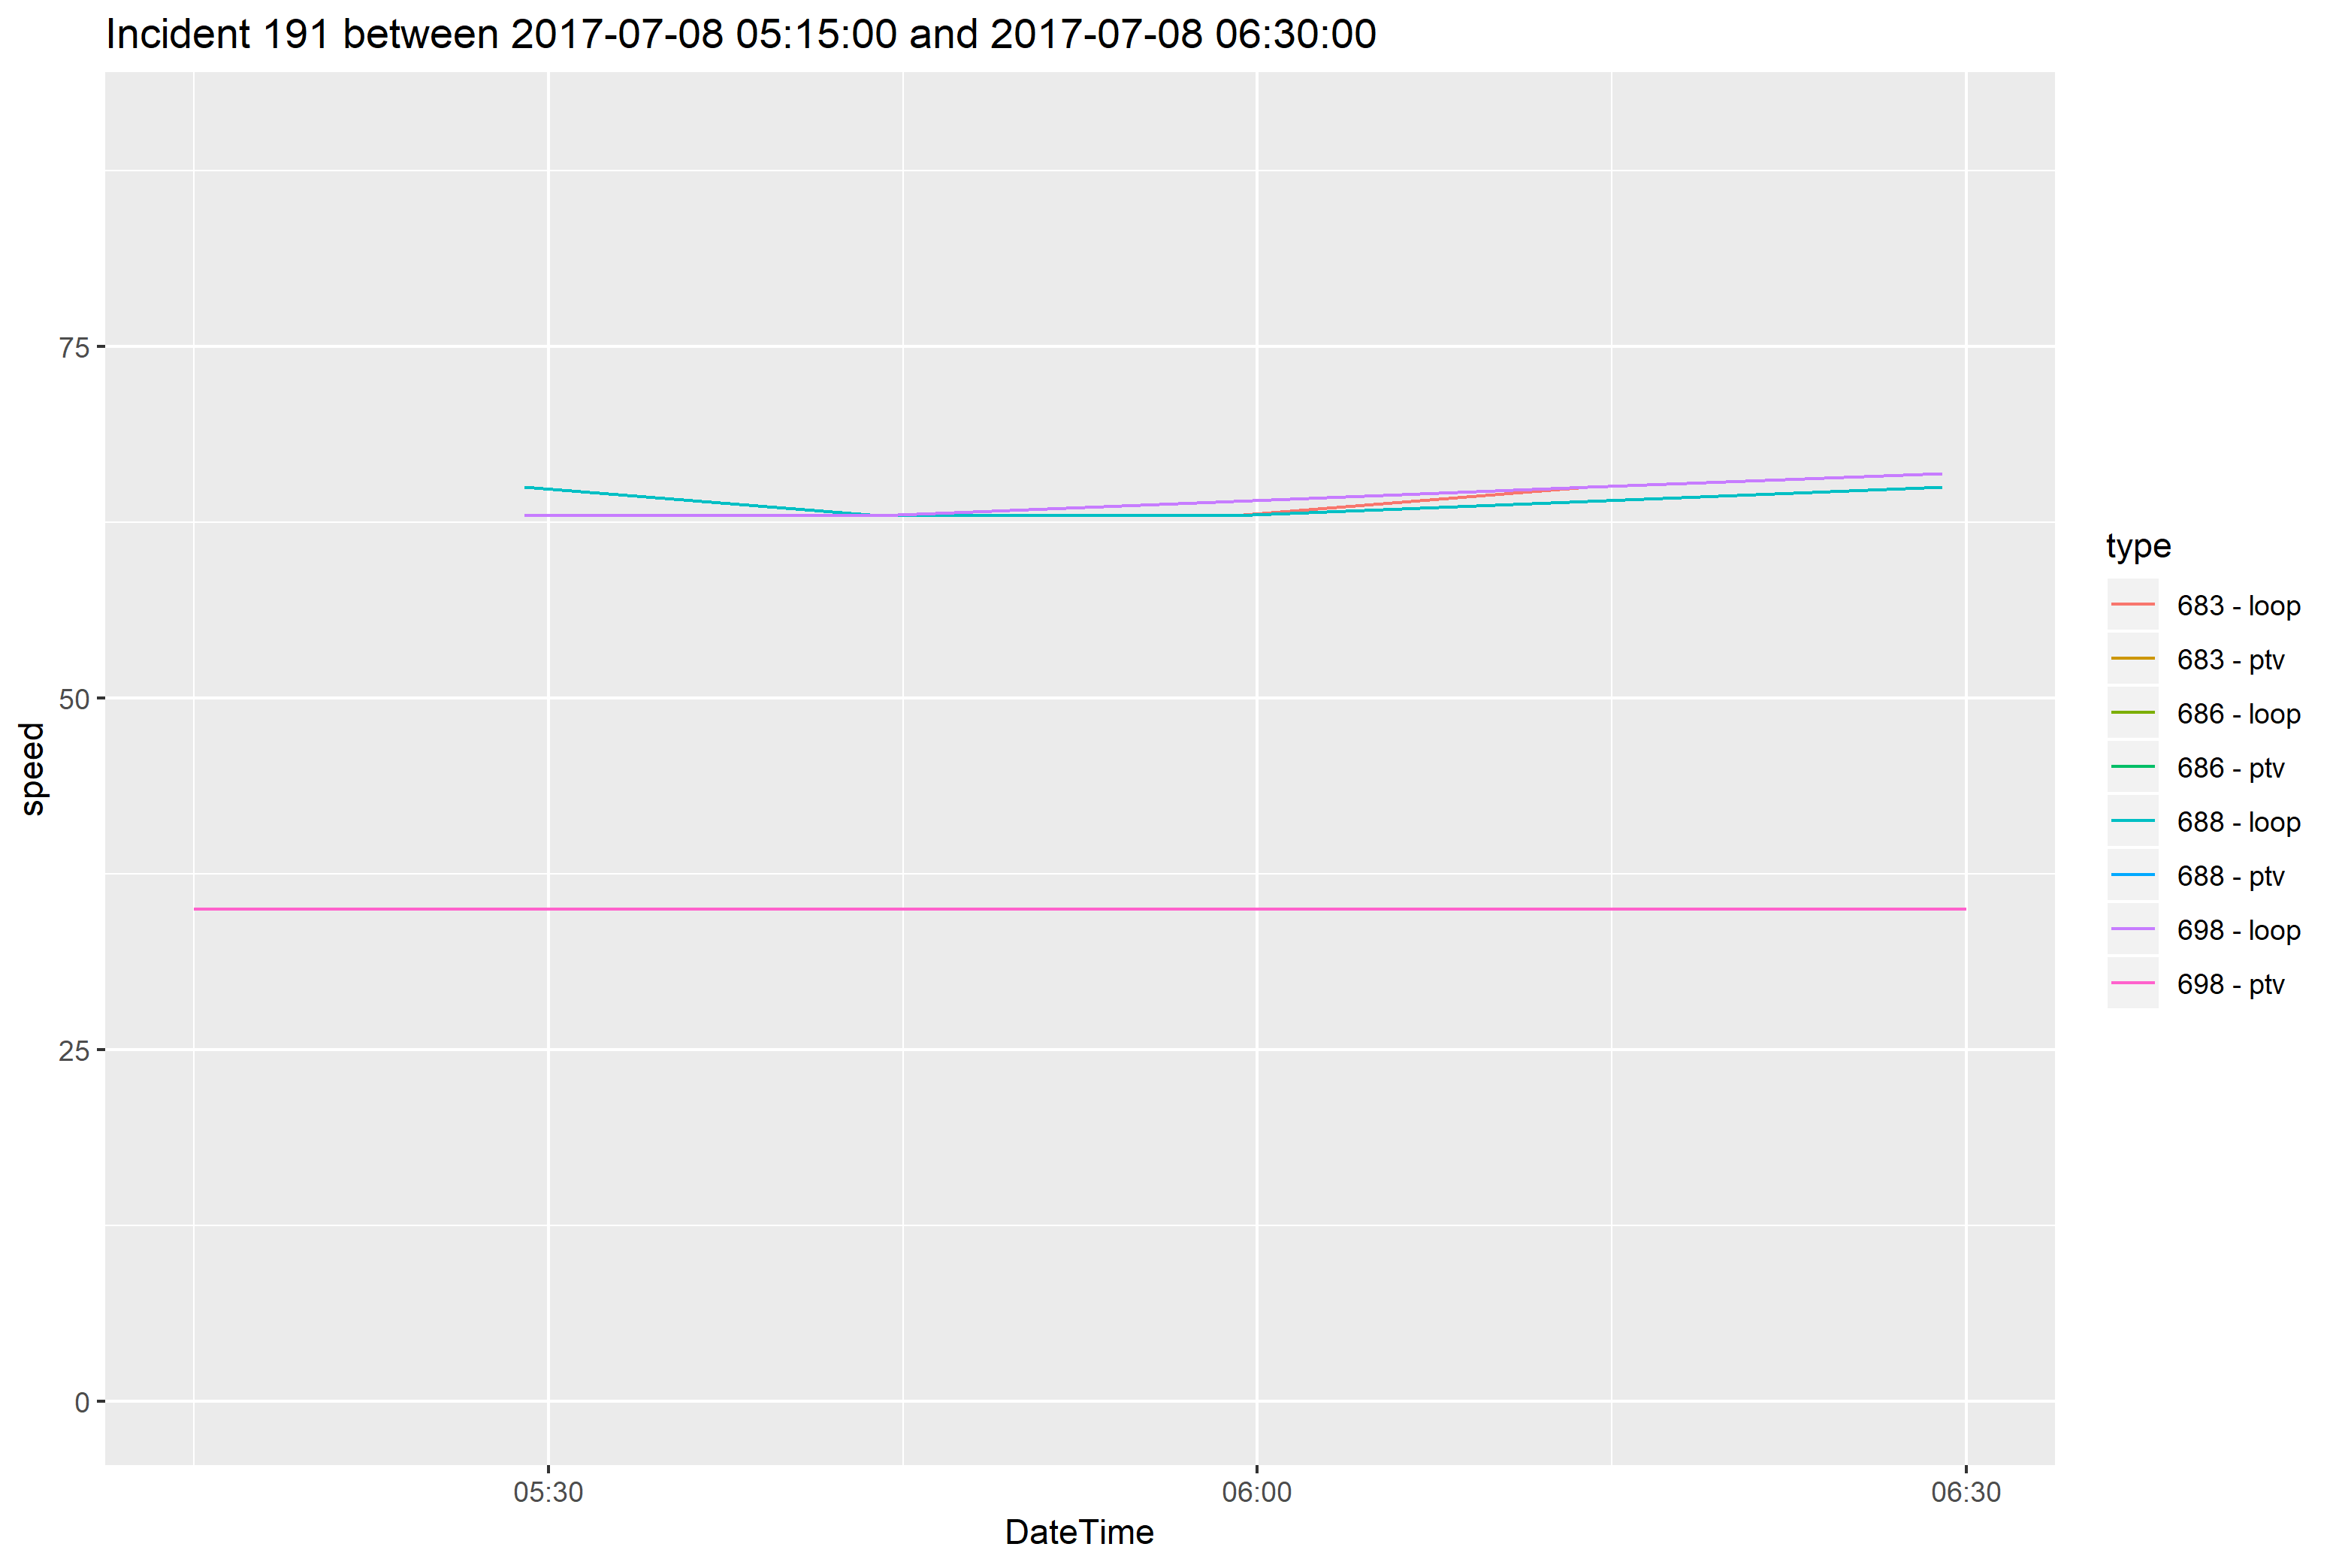 Incident 191 between 2017-07-08 05:15:00 and 2017-07-08 06:30:00
75
50
25
0
speed
05:30
06:00
06:30
DateTime
type
683 - loop
683 - ptv
686 - loop
686 - ptv
688 - loop
688 - ptv
698 - loop
698 - ptv